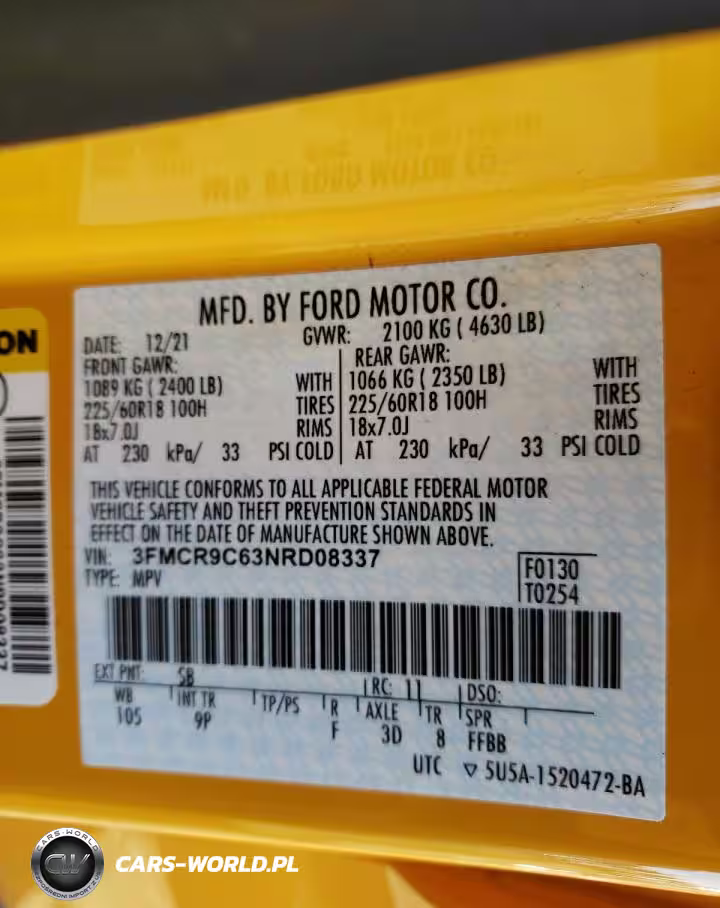 MFD. BY FORD MOTOR CO.
DATE: 12/21 GVWR: 2100 KG ( 4630 LB)
FRONT GAWR: REAR GAWR:
1089 KG ( 2400 LB) WITH 1066 KG ( 2350 LB) WITH
225/60R18 100H TIRES 225/60R18 100H TIRES
18x7.0J RIMS 18x7.0J RIMS
AT 230 kPa/ 33 PSI COLD AT 230 kPa/ 33 PSI COLD
THIS VEHICLE CONFORMS TO ALL APPLICABLE FEDERAL MOTOR
VEHICLE SAFETY AND THEFT PREVENTION STANDARDS IN
EFFECT ON THE DATE OF MANUFACTURE SHOWN ABOVE.
VIN: 3FMCR9C63NRD08337
TYPE: MPV
F0130
T0254
EXT PNT: SB RC: 11 DSO:
WB INT TR TP/PS R AXLE TR SPR
105 9P F 3D 8 FFBB
UTC ▽ 5U5A-1520472-BA
ON
CARS-WORLD
CW
CARS-WORLD.PL